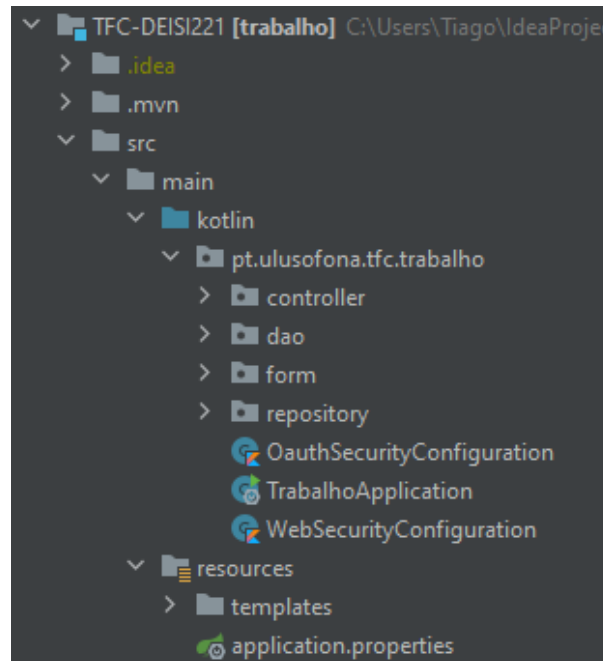 TFC-DEISI221 [trabalho] C:\Users\Tiago\IdeaProje
.idea
.mvn
src
main
kotlin
pt.ulusofona.tfc.trabalho
controller
dao
form
repository
OauthSecurityConfiguration
TrabalhoApplication
WebSecurityConfiguration
resources
templates
application.properties